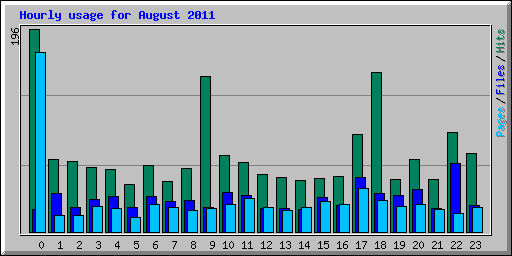 Hourly usage for August 2011
196
Pages/Files/Hits
0 1 2 3 4 5 6 7 8 9 10 11 12 13 14 15 16 17 18 19 20 21 22 23